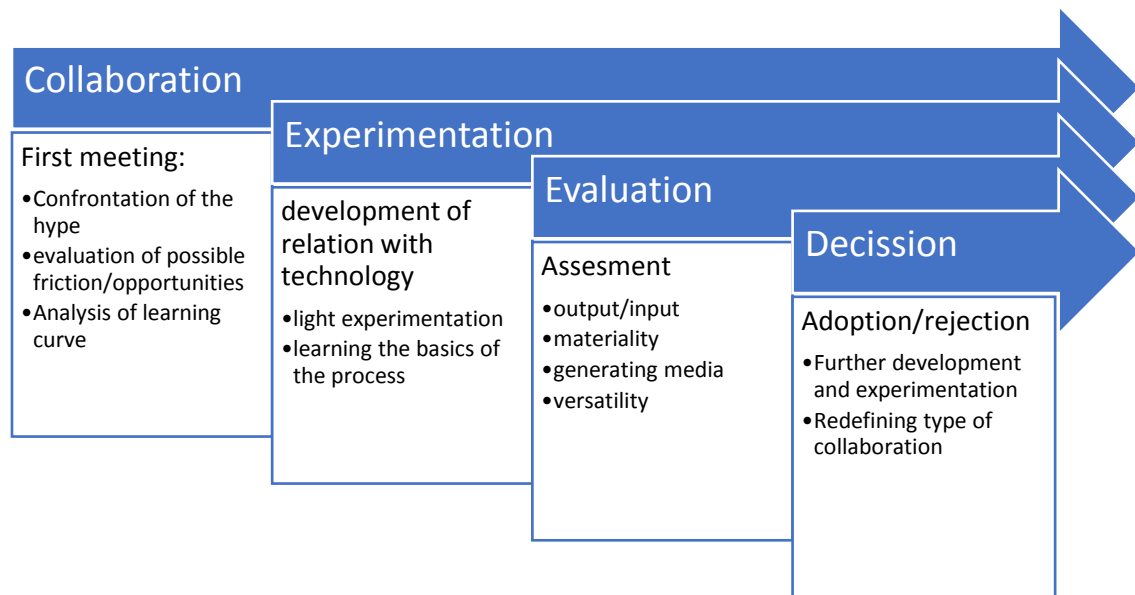 Collaboration
First meeting:
•Confrontation of the
hype
•evaluation of possible
friction/opportunities
•Analysis of learning
curve
Experimentation
development of
relation with
technology
•light experimentation
•learning the basics of
the process
Evaluation
Assesment
•output/input
•materiality
•generating media
•versatility
Decission
Adoption/rejection
•Further development
and experimentation
•Redefining type of
collaboration